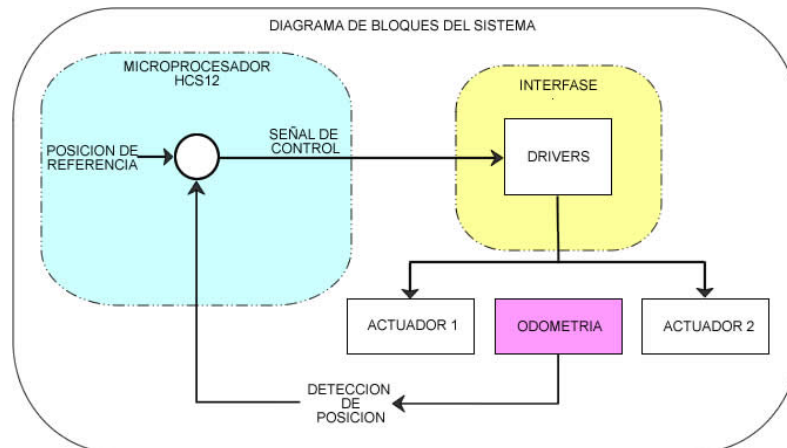 DIAGRAMA DE BLOQUES DEL SISTEMA
MICROPROCESADOR
HCS12
INTERFASE
POSICION DE
REFERENCIA
SEÑAL DE
CONTROL
DRIVERS
ACTUADOR 1
ODOMETRIA
ACTUADOR 2
DETECCION
DE
POSICION